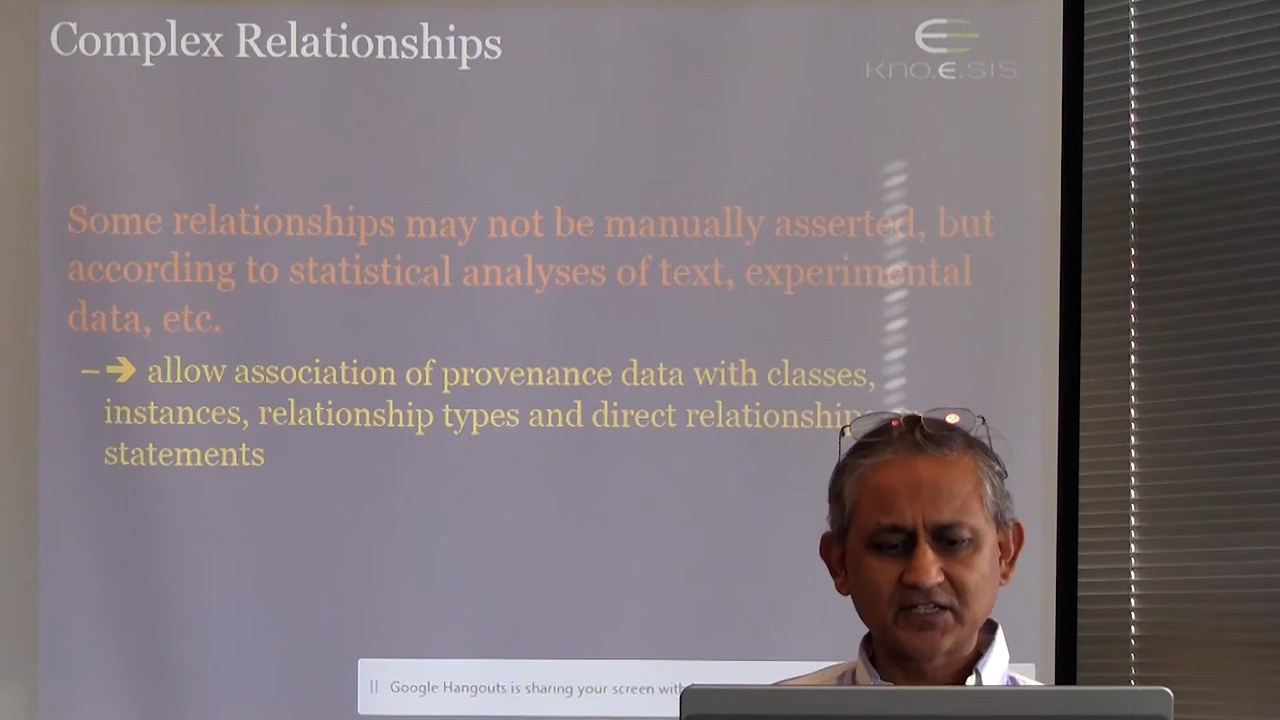 Complex Relationships
kno.e.sis
Some relationships may not be manually asserted, but
according to statistical analyses of text, experimental
data, etc.
–➔ allow association of provenance data with classes,
instances, relationship types and direct relationship
statements
Google Hangouts is sharing your screen with